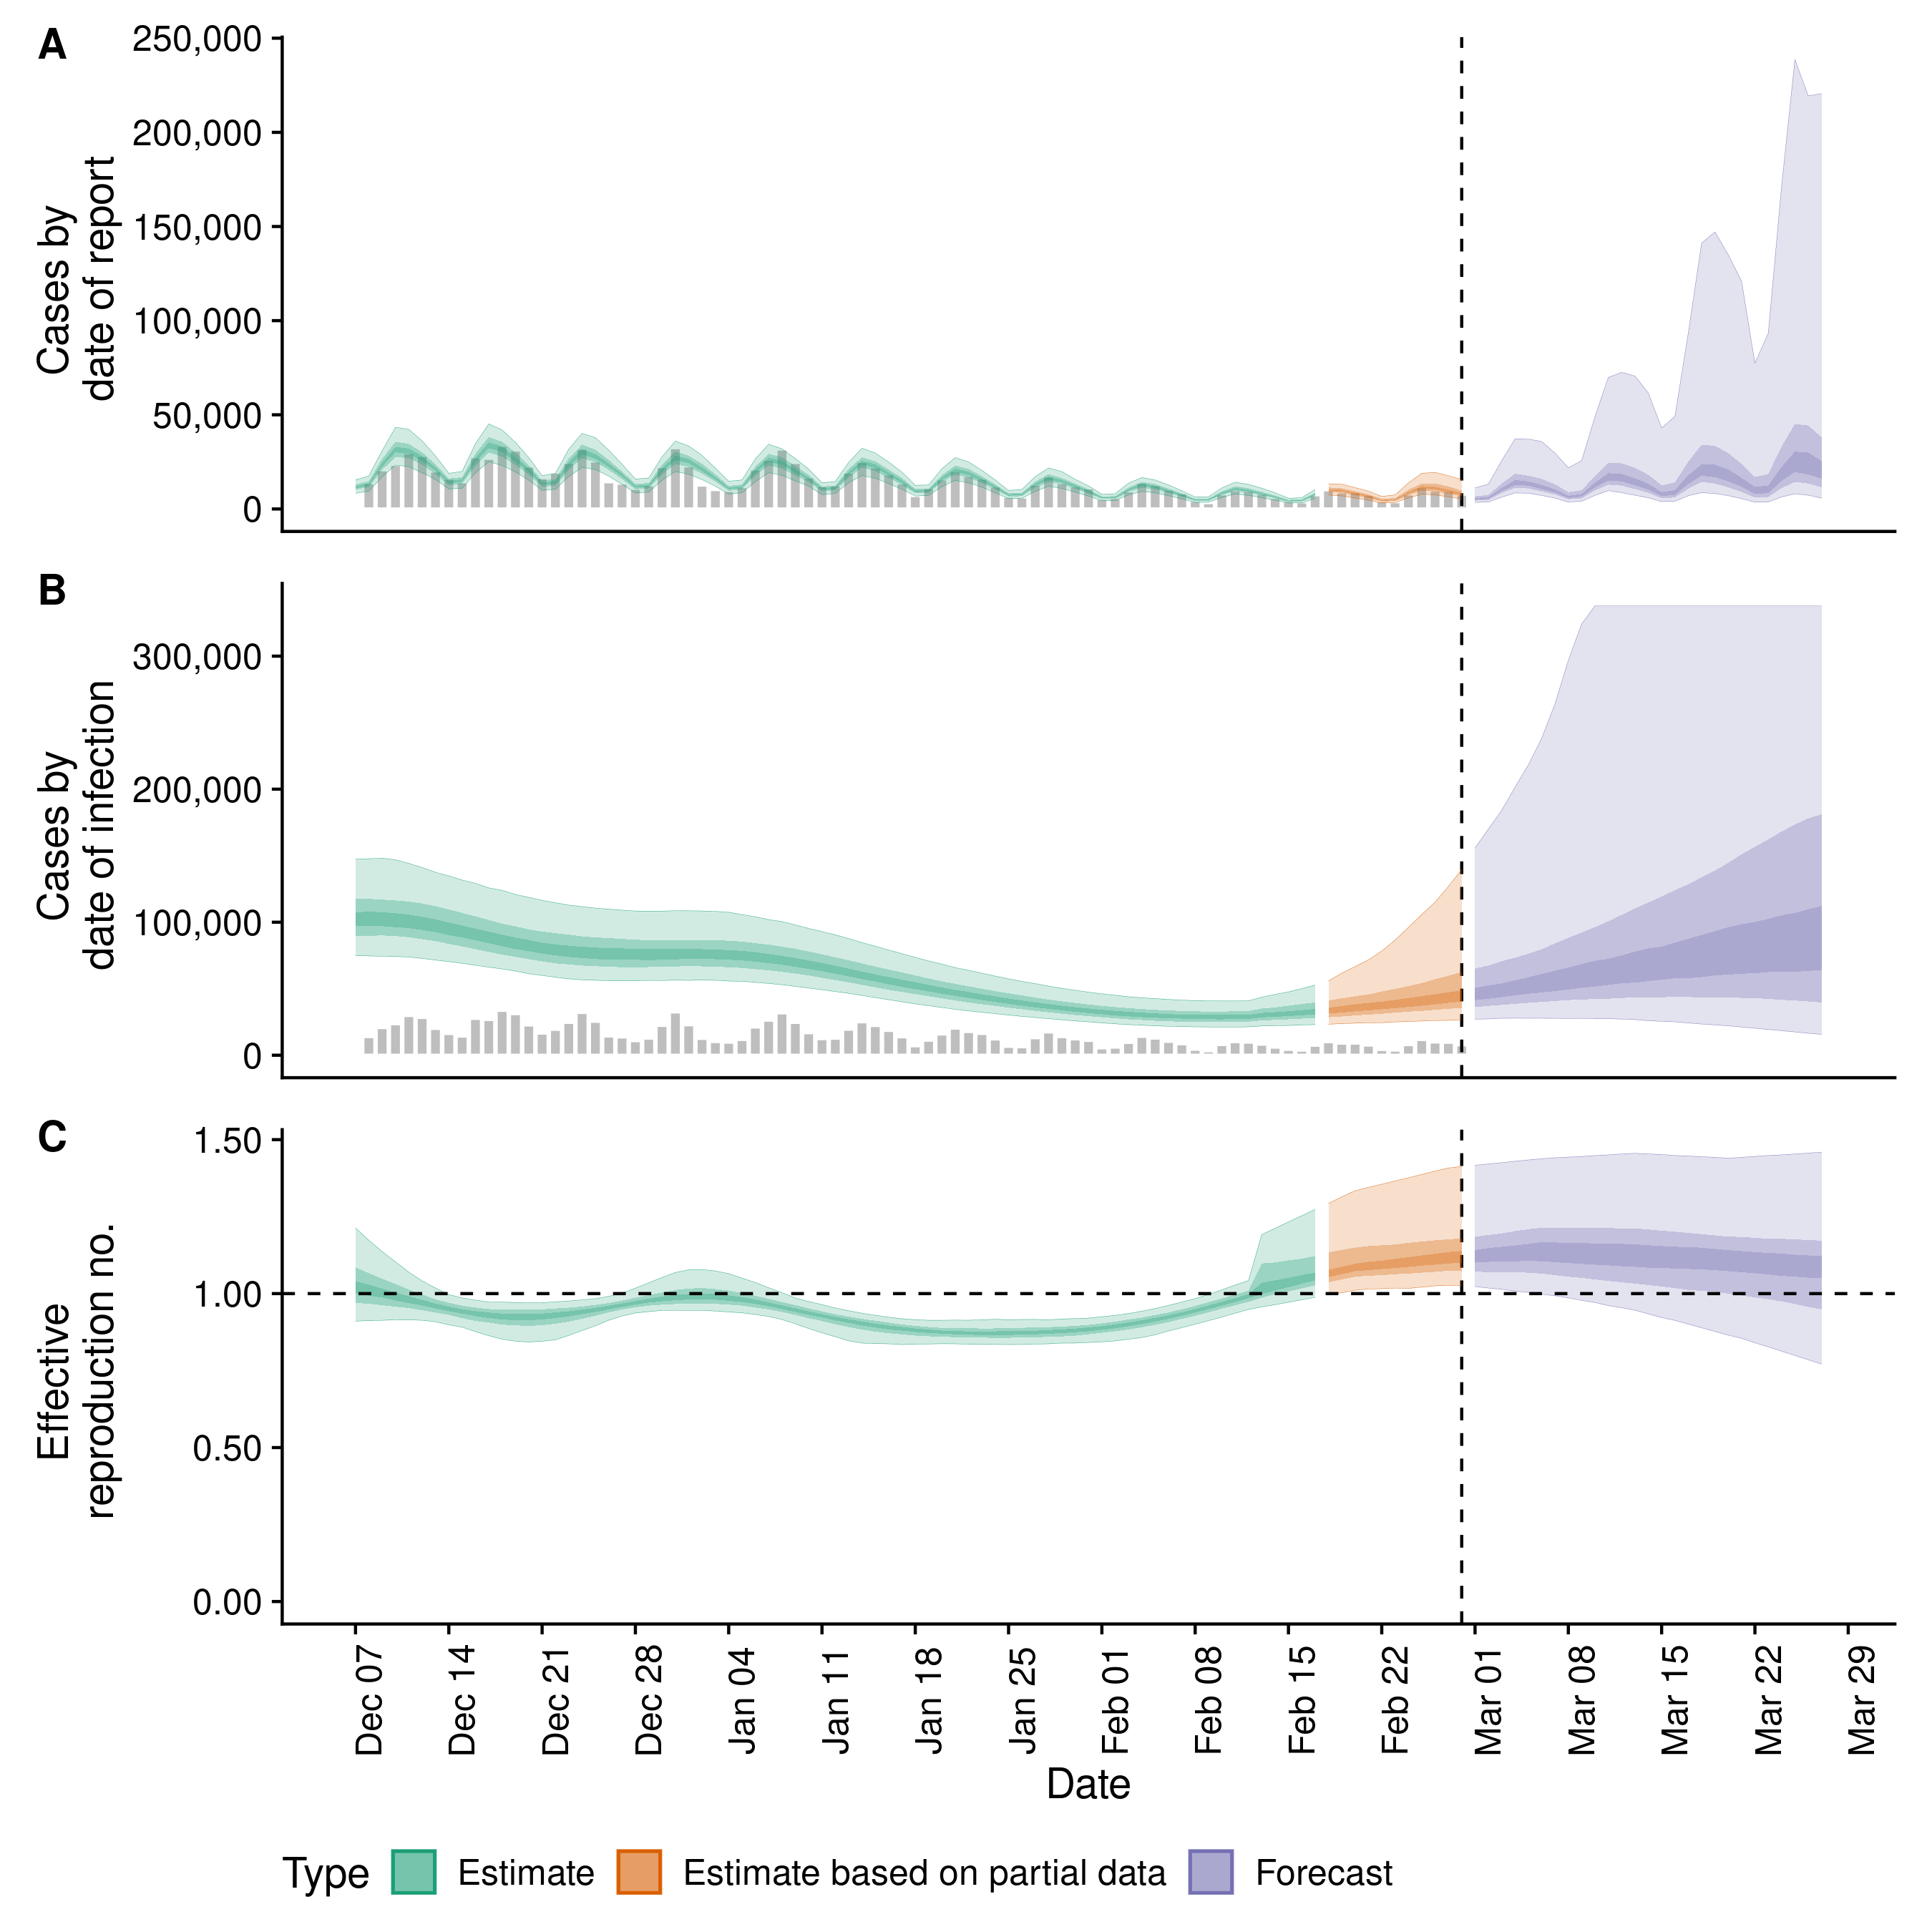 A
Cases by
date of report
250,000
200,000
150,000
100,000
50,000
0
B
Cases by
date of infection
300,000
200,000
100,000
0
C
Effective
reproduction no.
1.50
1.00
0.50
0.00
Dec 07
Dec 14
Dec 21
Dec 28
Jan 04
Jan 11
Jan 18
Jan 25
Feb 01
Feb 08
Feb 15
Feb 22
Mar 01
Mar 08
Mar 15
Mar 22
Mar 29
Date
Type Estimate Estimate based on partial data Forecast